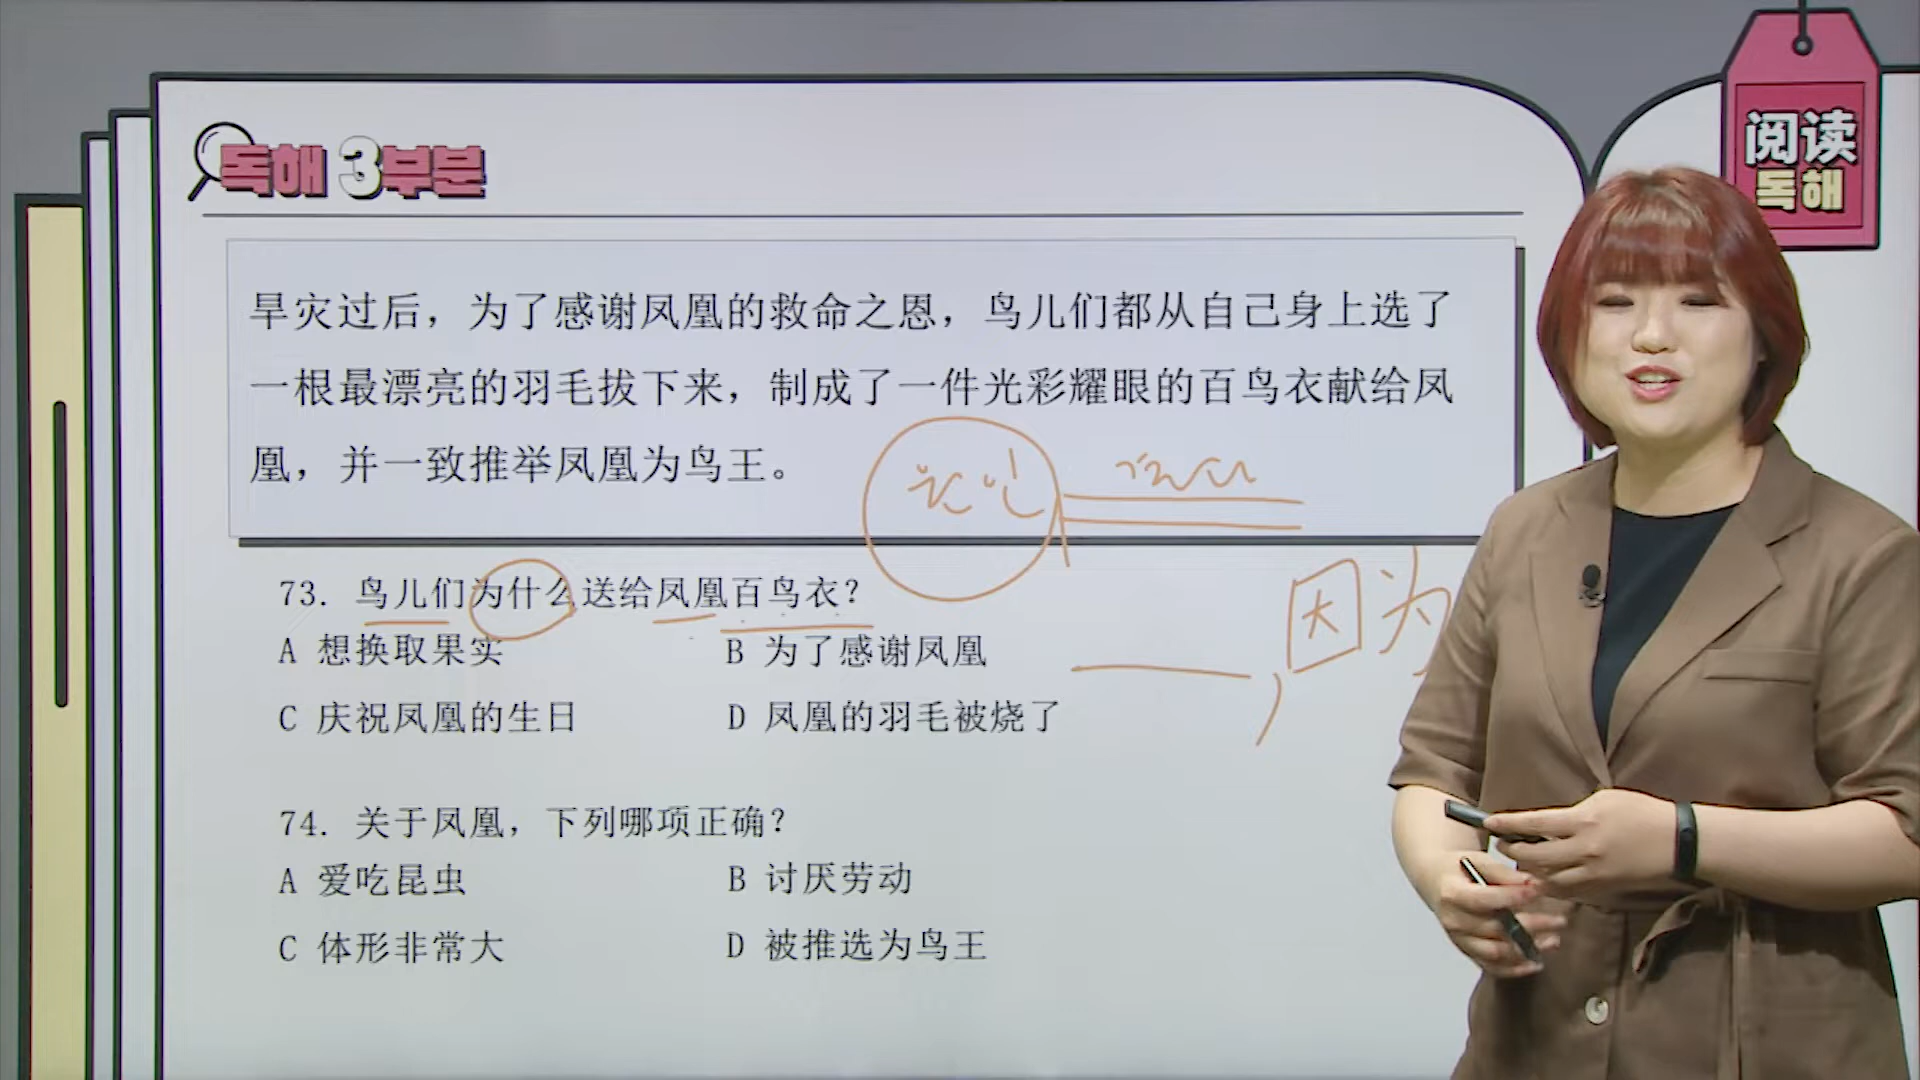 阅读
독해
독해 3부분
旱灾过后，为了感谢凤凰的救命之恩，鸟儿们都从自己身上选了
一根最漂亮的羽毛拔下来，制成了一件光彩耀眼的百鸟衣献给凤
凰，并一致推举凤凰为鸟王。
73. 鸟儿们为什么送给凤凰百鸟衣？
A 想换取果实
B 为了感谢凤凰
C 庆祝凤凰的生日
D 凤凰的羽毛被烧了
，因为
74. 关于凤凰，下列哪项正确？
A 爱吃昆虫
B 讨厌劳动
C 体形非常大
D 被推选为鸟王